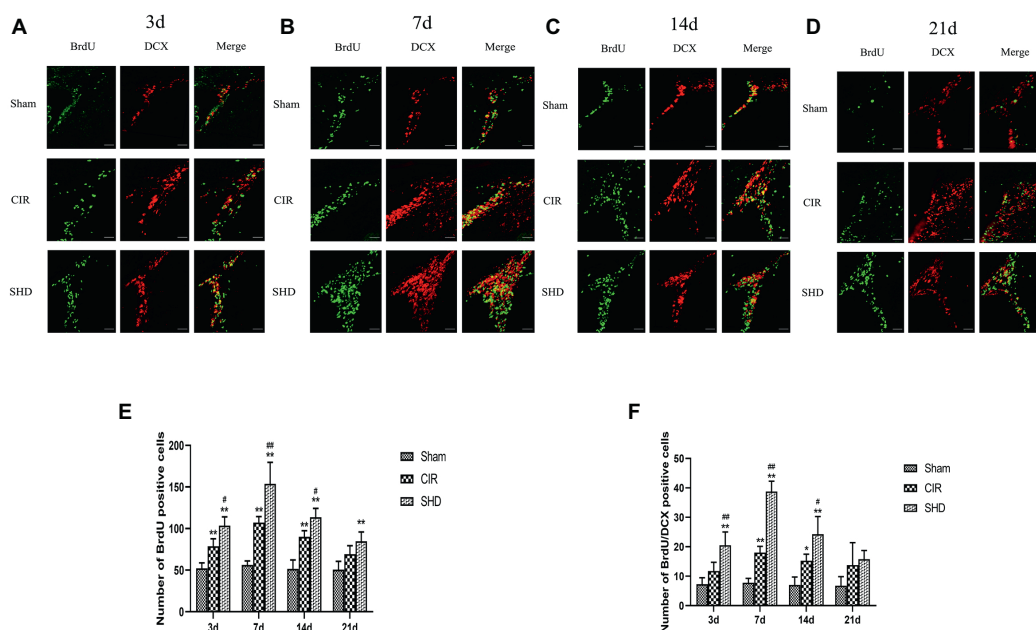 A 3d
BrdU DCX Merge
Sham
CIR
SHD
B 7d
BrdU DCX Merge
Sham
CIR
SHD
C 14d
BrdU DCX Merge
Sham
CIR
SHD
D 21d
BrdU DCX Merge
Sham
CIR
SHD
E
Number of BrdU positive cells
200
150
100
50
0
** # **
** ## **
** # **
**
3d 7d 14d 21d
Sham
CIR
SHD
F
Number of BrdU/DCX positive cells
50
40
30
20
10
0
## **
** ## **
* # **
3d 7d 14d 21d
Sham
CIR
SHD